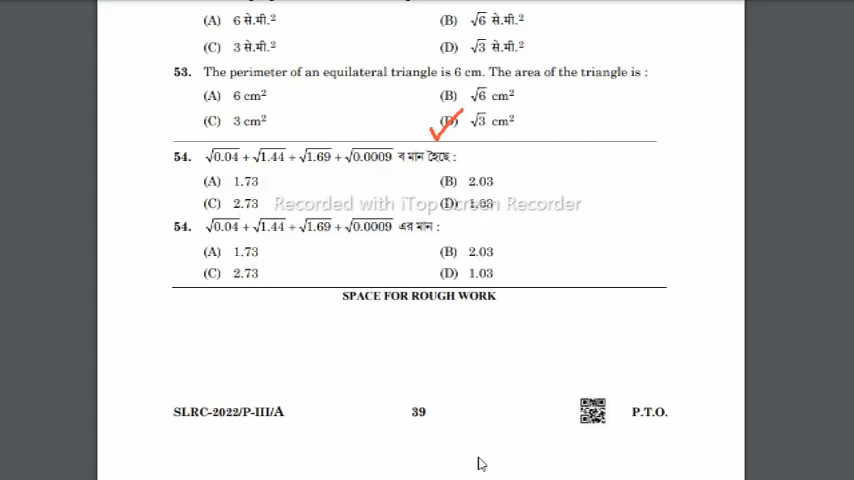 (A) 6 से.मी.² (B) √6 से.मी.²
(C) 3 से.मी.² (D) √3 से.मी.²
53. The perimeter of an equilateral triangle is 6 cm. The area of the triangle is :
(A) 6 cm² (B) √6 cm²
(C) 3 cm² (D) √3 cm²
54. √0.04 + √1.44 + √1.69 + √0.0009 ৰ মান হৈছে :
(A) 1.73 (B) 2.03
(C) 2.73 (D) 1.03
Recorded with iTop Screen Recorder
54. √0.04 + √1.44 + √1.69 + √0.0009 এর মান :
(A) 1.73 (B) 2.03
(C) 2.73 (D) 1.03
SPACE FOR ROUGH WORK
SLRC-2022/P-III/A 39 P.T.O.